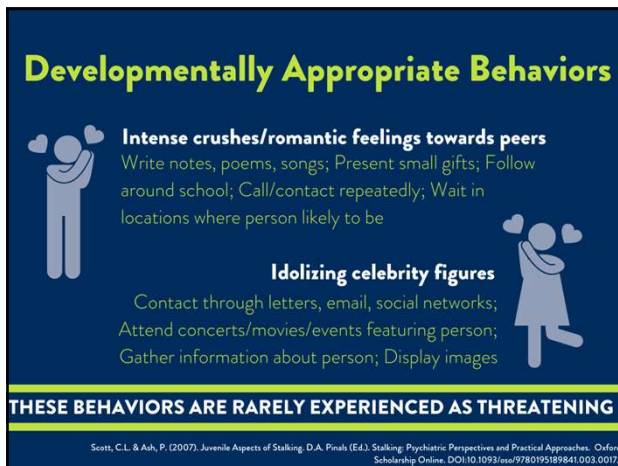 Developmentally Appropriate Behaviors
Intense crushes/romantic feelings towards peers
Write notes, poems, songs; Present small gifts; Follow
around school; Call/contact repeatedly; Wait in
locations where person likely to be
Idolizing celebrity figures
Contact through letters, email, social networks;
Attend concerts/movies/events featuring person;
Gather information about person; Display images
THESE BEHAVIORS ARE RARELY EXPERIENCED AS THREATENING
Scott, C.L. & Ash, P. (2007). Juvenile Aspects of Stalking. D.A. Pinals (Ed.). Stalking: Psychiatric Perspectives and Practical Approaches. Oxford
Scholarship Online. DOI:10.1093/oso/9780195189841.003.0017